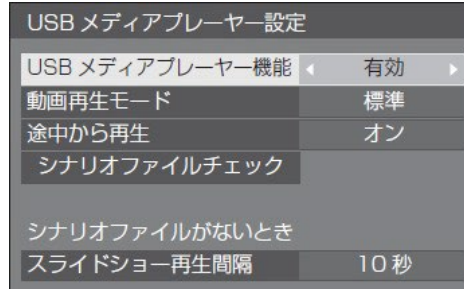 USB メディアプレーヤー設定
USB メディアプレーヤー機能 有効
動画再生モード 標準
途中から再生 オン
シナリオファイルチェック
シナリオファイルがないとき
スライドショー再生間隔 10秒